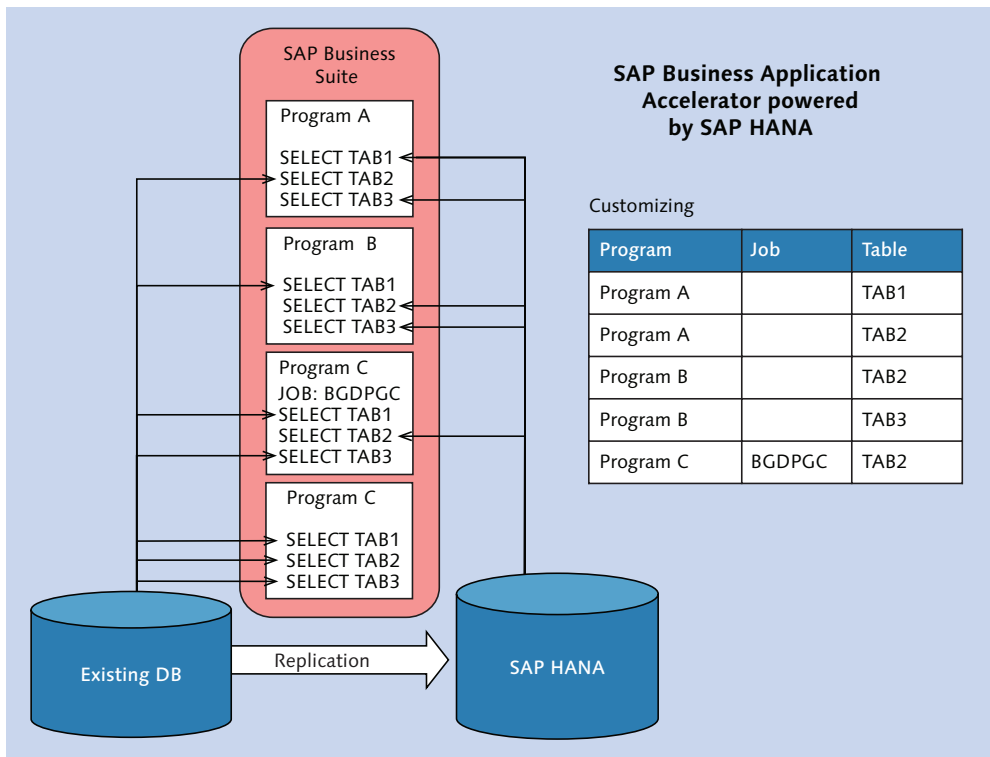 SAP Business
Suite
Program A
SELECT TAB1
SELECT TAB2
SELECT TAB3
Program B
SELECT TAB1
SELECT TAB2
SELECT TAB3
Program C
JOB: BGDPGC
SELECT TAB1
SELECT TAB2
SELECT TAB3
Program C
SELECT TAB1
SELECT TAB2
SELECT TAB3
Existing DB
Replication
SAP HANA
SAP Business Application
Accelerator powered
by SAP HANA
Customizing
Program Job Table
Program A TAB1
Program A TAB2
Program B TAB2
Program B TAB3
Program C BGDPGC TAB2